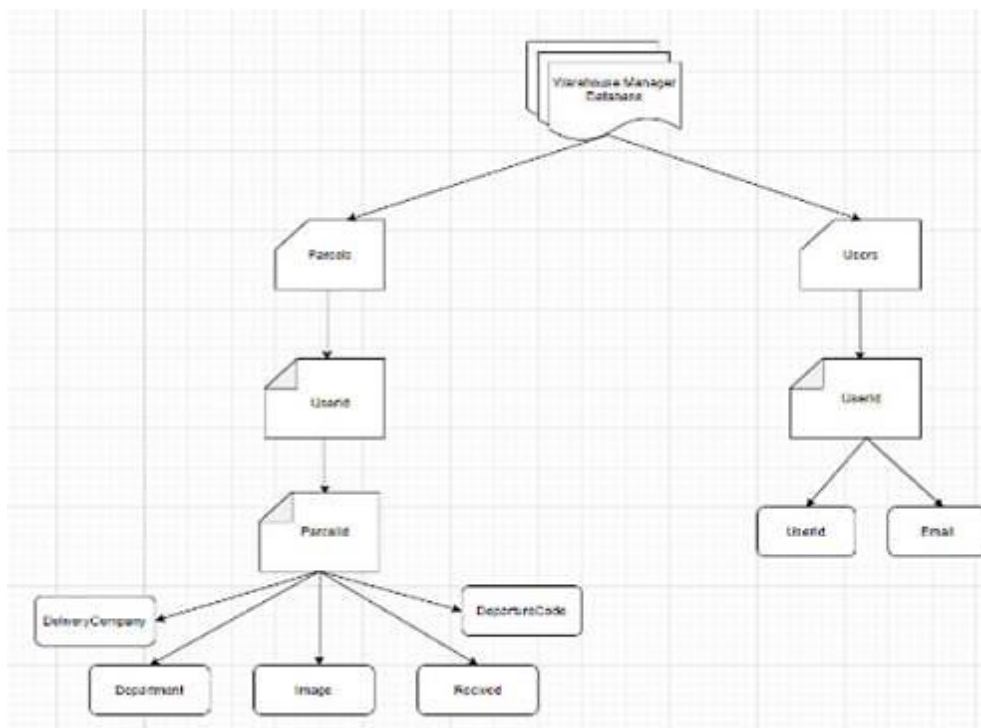 Warehouse Manager
Database
Parcels
Users
UserId
UserId
ParcelId
UserId
Email
DeliveryCompany
DepartureCode
Department
Image
Recived